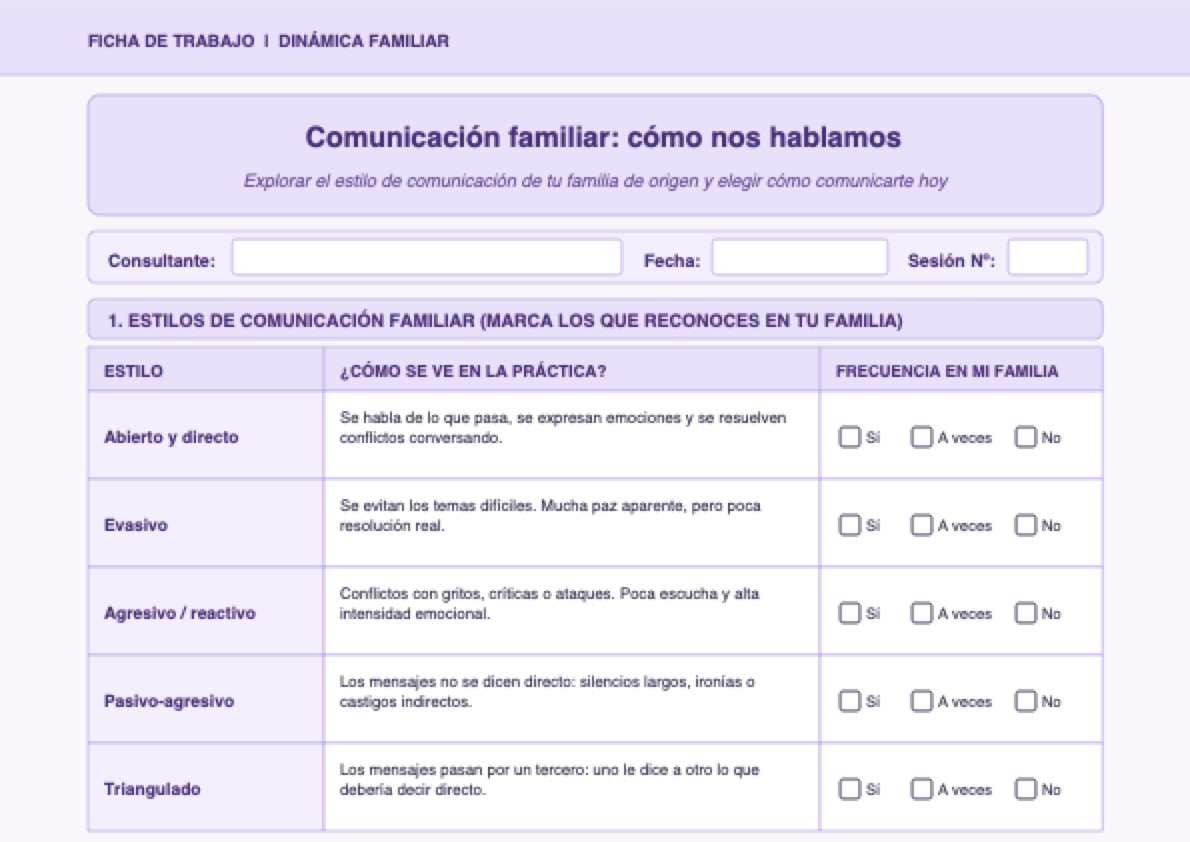 FICHA DE TRABAJO | DINÁMICA FAMILIAR
Comunicación familiar: cómo nos hablamos
Explorar el estilo de comunicación de tu familia de origen y elegir cómo comunicarte hoy
Consultante: Fecha: Sesión N°:
1. ESTILOS DE COMUNICACIÓN FAMILIAR (MARCA LOS QUE RECONOCES EN TU FAMILIA)
ESTILO ¿CÓMO SE VE EN LA PRÁCTICA? FRECUENCIA EN MI FAMILIA
Abierto y directo
Se habla de lo que pasa, se expresan emociones y se resuelven
conflictos conversando.
Sí A veces No
Evasivo
Se evitan los temas difíciles. Mucha paz aparente, pero poca
resolución real.
Sí A veces No
Agresivo / reactivo
Conflictos con gritos, críticas o ataques. Poca escucha y alta
intensidad emocional.
Sí A veces No
Pasivo-agresivo
Los mensajes no se dicen directo: silencios largos, ironías o
castigos indirectos.
Sí A veces No
Triangulado
Los mensajes pasan por un tercero: uno le dice a otro lo que
debería decir directo.
Sí A veces No